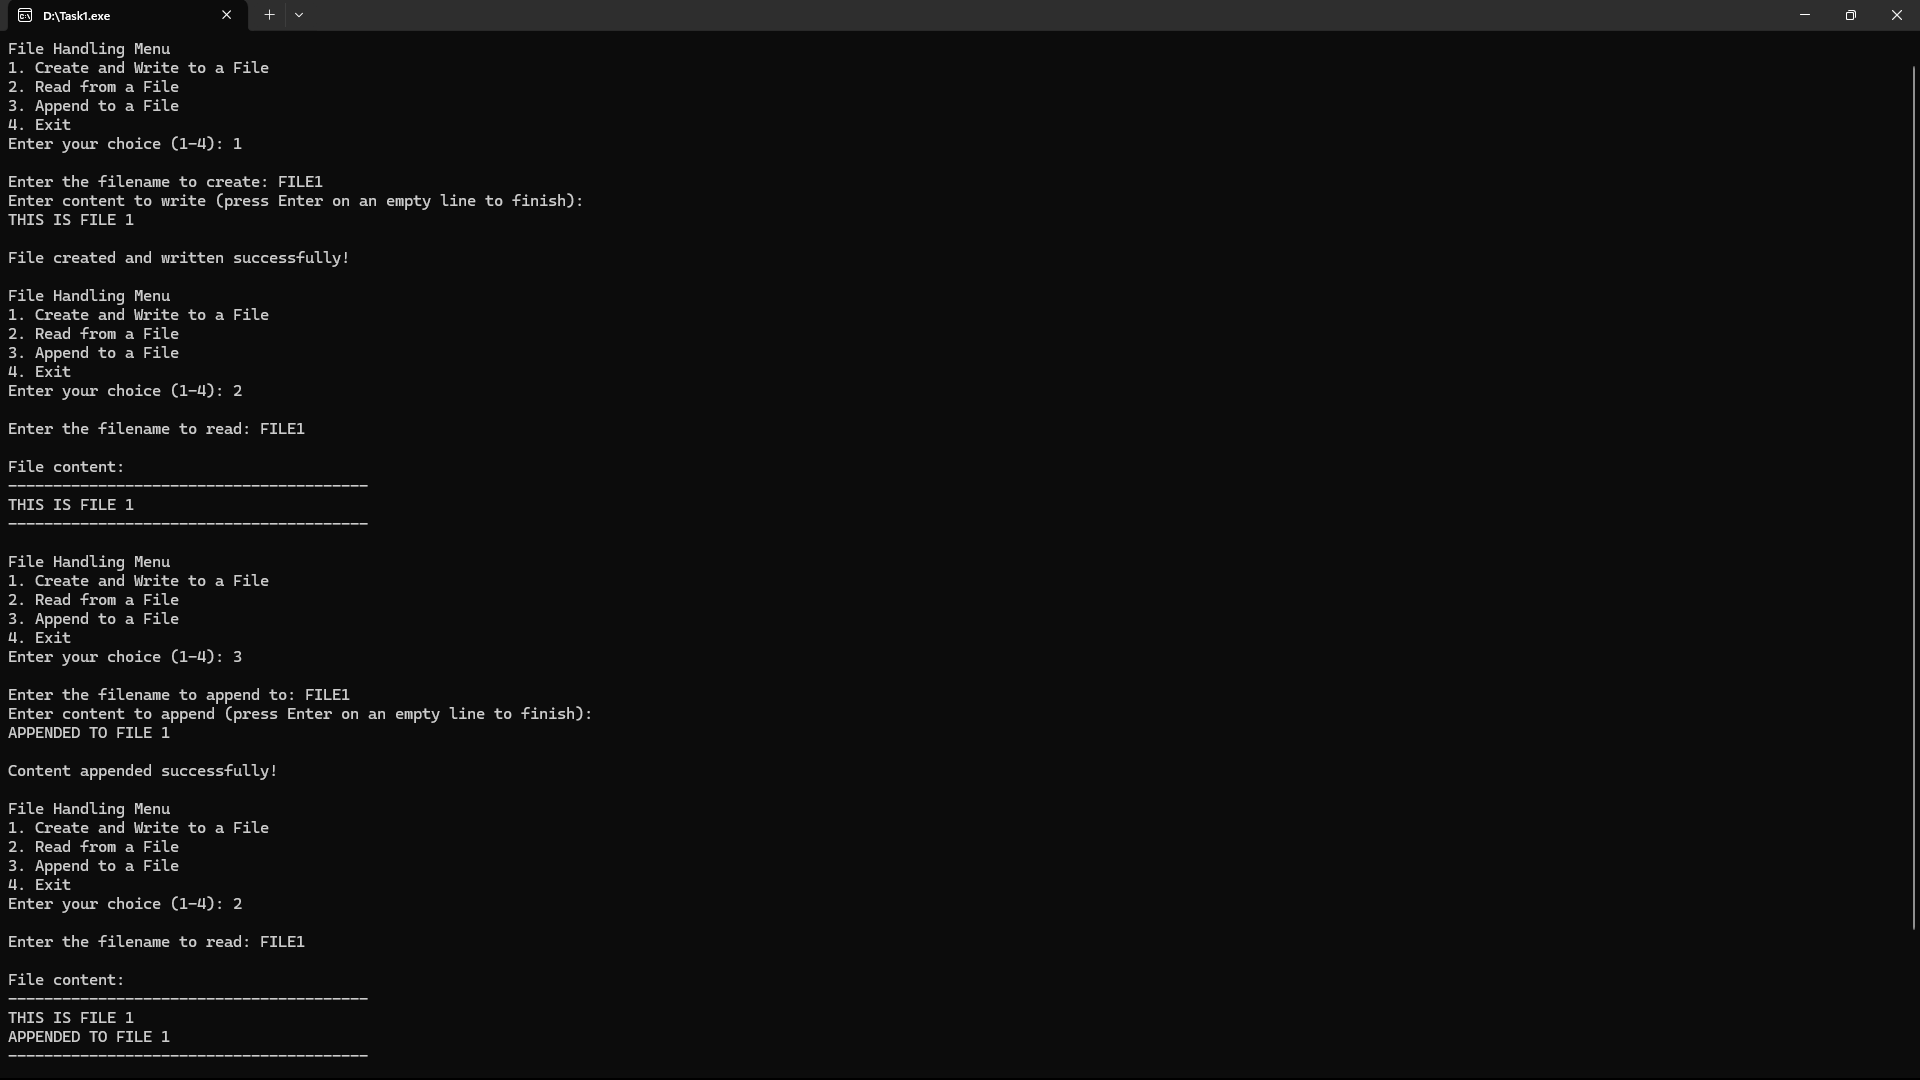 D:\Task1.exe
File Handling Menu
1. Create and Write to a File
2. Read from a File
3. Append to a File
4. Exit
Enter your choice (1-4): 1

Enter the filename to create: FILE1
Enter content to write (press Enter on an empty line to finish):
THIS IS FILE 1

File created and written successfully!

File Handling Menu
1. Create and Write to a File
2. Read from a File
3. Append to a File
4. Exit
Enter your choice (1-4): 2

Enter the filename to read: FILE1

File content:
----------------------------------------
THIS IS FILE 1
----------------------------------------

File Handling Menu
1. Create and Write to a File
2. Read from a File
3. Append to a File
4. Exit
Enter your choice (1-4): 3

Enter the filename to append to: FILE1
Enter content to append (press Enter on an empty line to finish):
APPENDED TO FILE 1

Content appended successfully!

File Handling Menu
1. Create and Write to a File
2. Read from a File
3. Append to a File
4. Exit
Enter your choice (1-4): 2

Enter the filename to read: FILE1

File content:
----------------------------------------
THIS IS FILE 1
APPENDED TO FILE 1
----------------------------------------